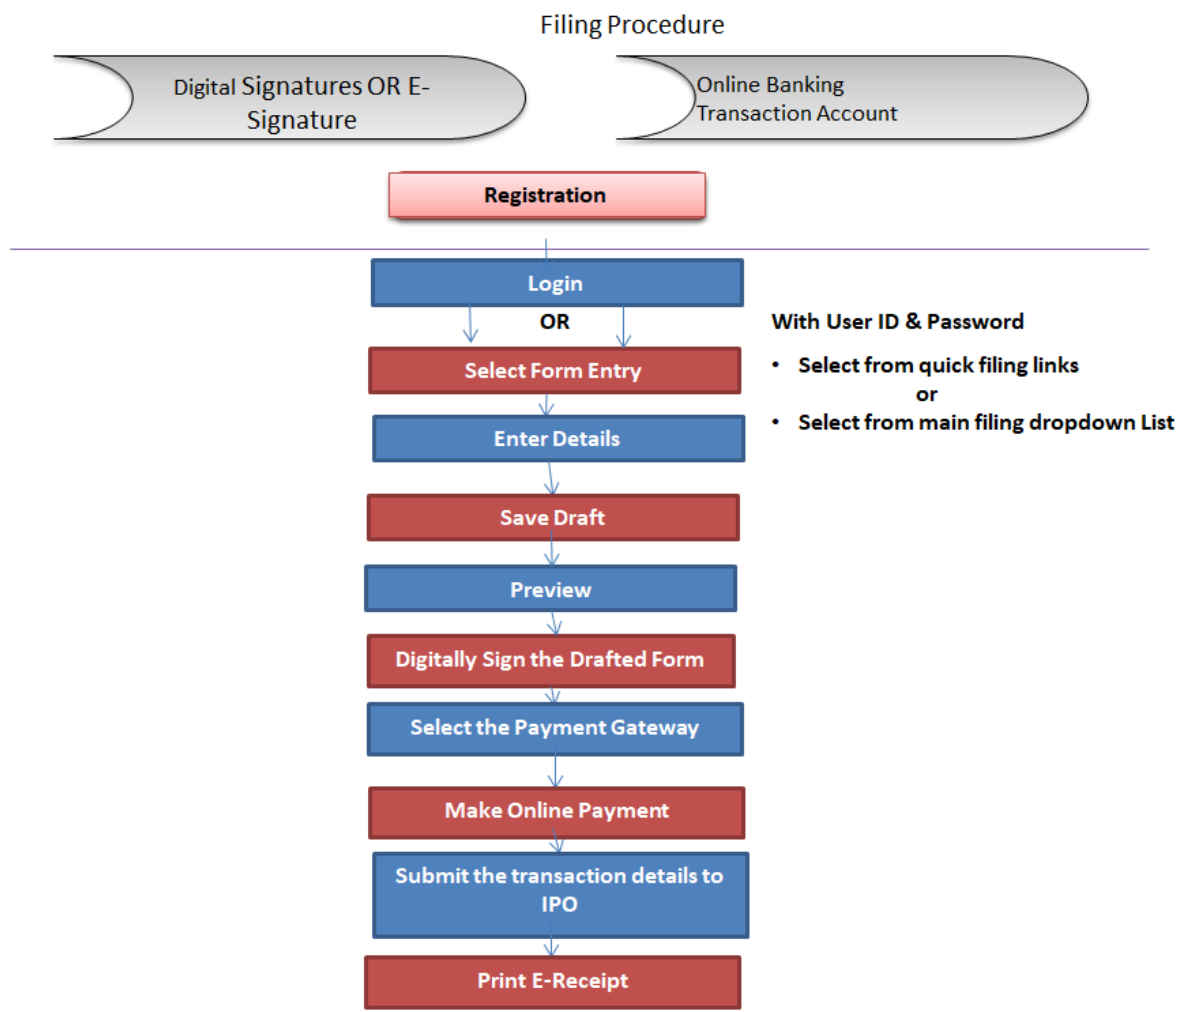 Filing Procedure
Digital Signatures OR E-
Signature
Online Banking
Transaction Account
Registration
Login
OR
With User ID & Password
• Select from quick filing links
or
• Select from main filing dropdown List
Select Form Entry
Enter Details
Save Draft
Preview
Digitally Sign the Drafted Form
Select the Payment Gateway
Make Online Payment
Submit the transaction details to
IPO
Print E-Receipt